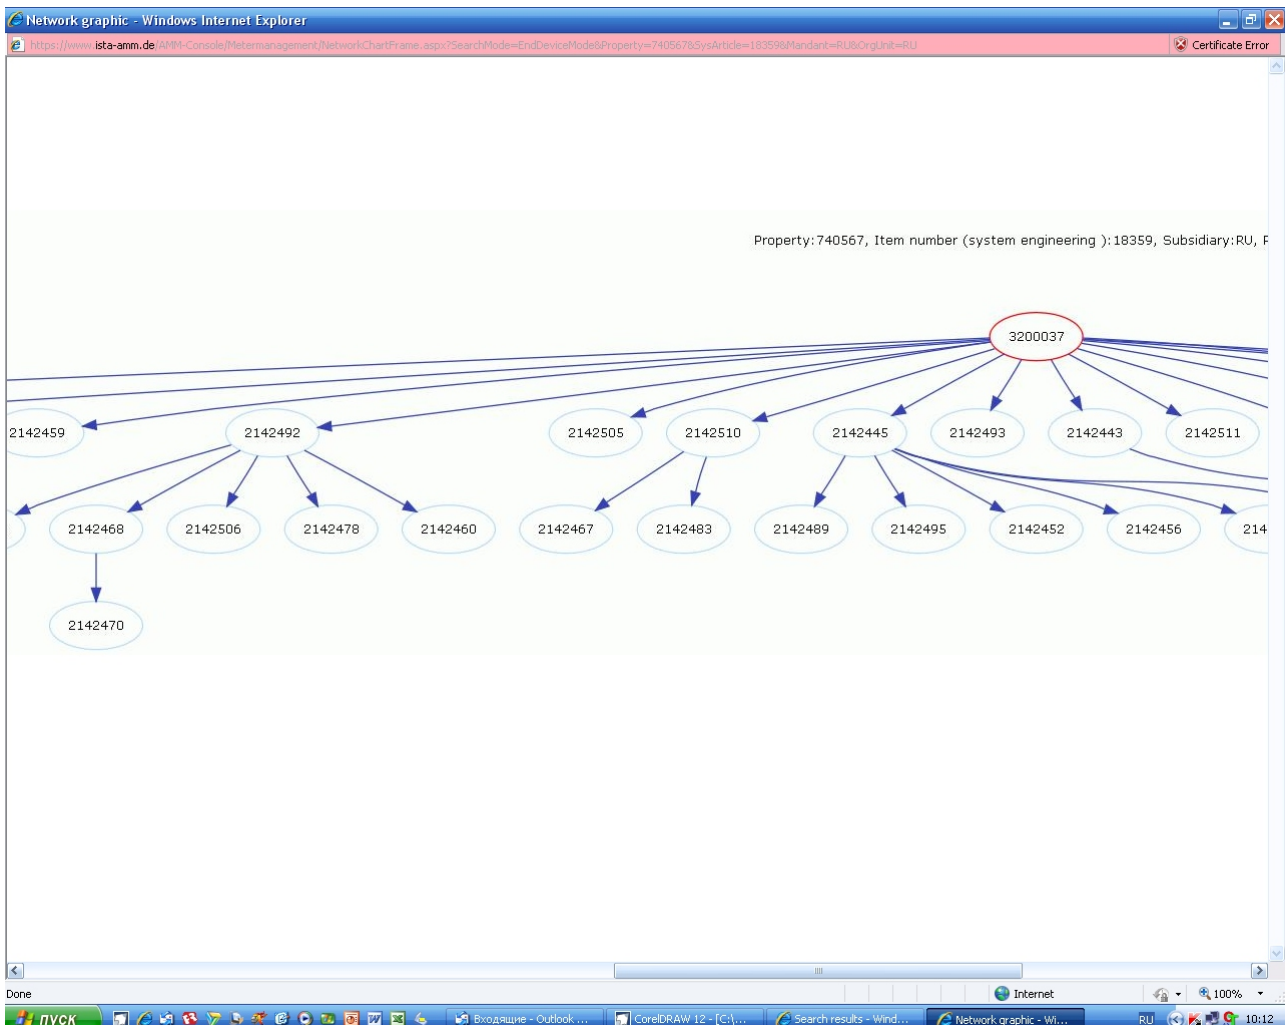 Network graphic - Windows Internet Explorer
https://www.ista-amm.de/AMM-Console/Metermanagement/NetworkChartFrame.aspx?SearchMode=EndDeviceMode&Property=740567&SysArticle=18359&Mandant=RU&OrgUnit=RU Certificate Error
Property:740567, Item number (system engineering ):18359, Subsidiary:RU, P
3200037
2142459 2142492 2142505 2142510 2142445 2142493 2142443 2142511
2142468 2142506 2142478 2142460 2142467 2142483 2142489 2142495 2142452 2142456 214
2142470
Done Internet 100%
пуск Входящие - Outlook ... CorelDRAW 12 - [C:\... Search results - Wind... Network graphic - Wi... RU 10:12